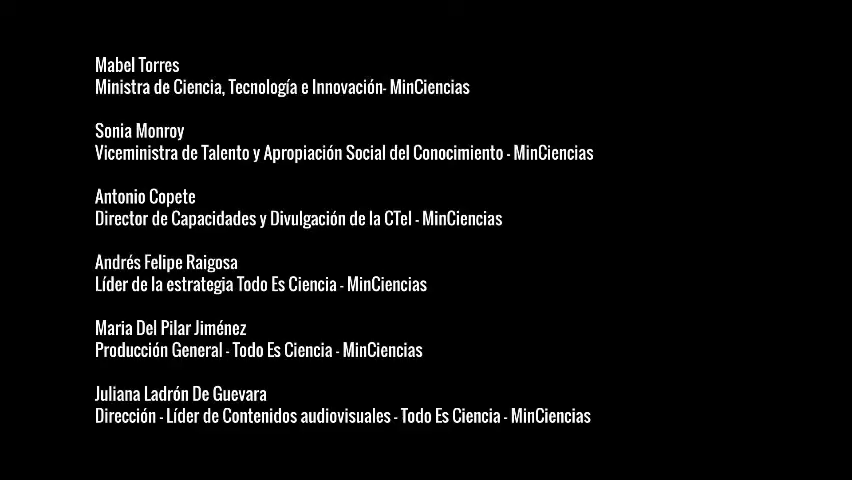 Mabel Torres
Ministra de Ciencia, Tecnología e Innovación- MinCiencias
Sonia Monroy
Viceministra de Talento y Apropiación Social del Conocimiento - MinCiencias
Antonio Copete
Director de Capacidades y Divulgación de la CTeI - MinCiencias
Andrés Felipe Raigosa
Líder de la estrategia Todo Es Ciencia - MinCiencias
Maria Del Pilar Jiménez
Producción General - Todo Es Ciencia - MinCiencias
Juliana Ladrón De Guevara
Dirección - Líder de Contenidos audiovisuales - Todo Es Ciencia - MinCiencias